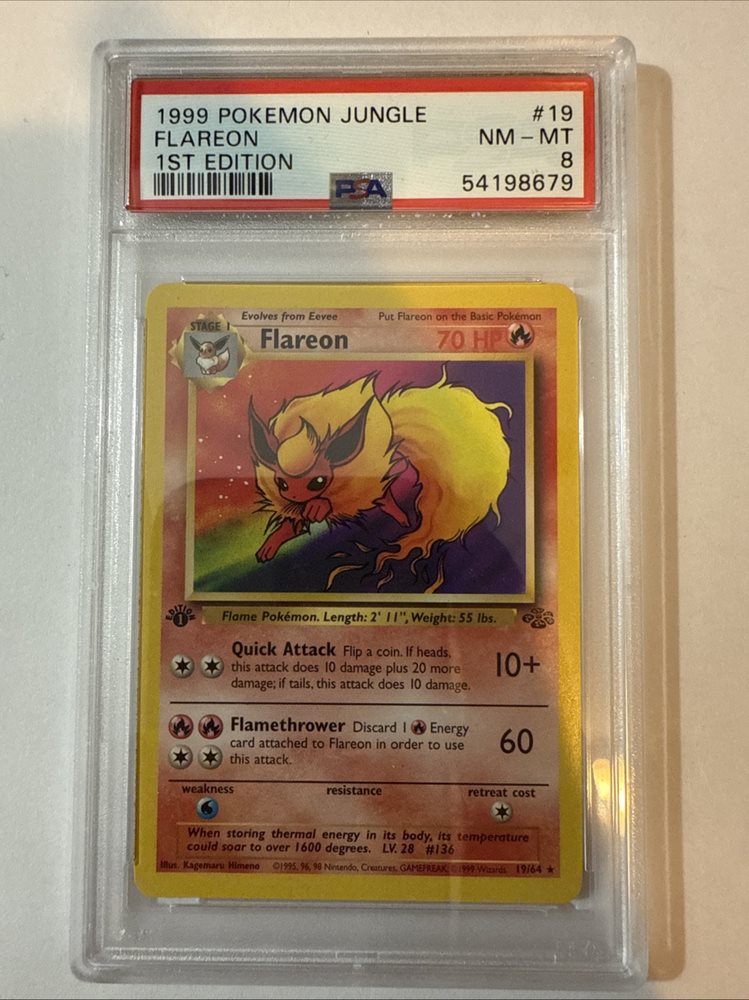 1999 POKEMON JUNGLE #19
FLAREON NM – MT
1ST EDITION 8
PSA 54198679
Evolves from Eevee Put Flareon on the Basic Pokémon
STAGE 1 Flareon 70 HP
EDITION 1
Flame Pokémon. Length: 2' 11", Weight: 55 lbs.
Quick Attack Flip a coin. If heads,
this attack does 10 damage plus 20 more 10+
damage; if tails, this attack does 10 damage.
Flamethrower Discard 1 Energy
card attached to Flareon in order to use 60
this attack.
weakness resistance retreat cost
When storing thermal energy in its body, its temperature
could soar to over 1600 degrees. LV. 28 #136
Illus. Kagemaru Himeno ©1995, 96, 98 Nintendo, Creatures, GAMEFREAK. ©1999 Wizards. 19/64 ★